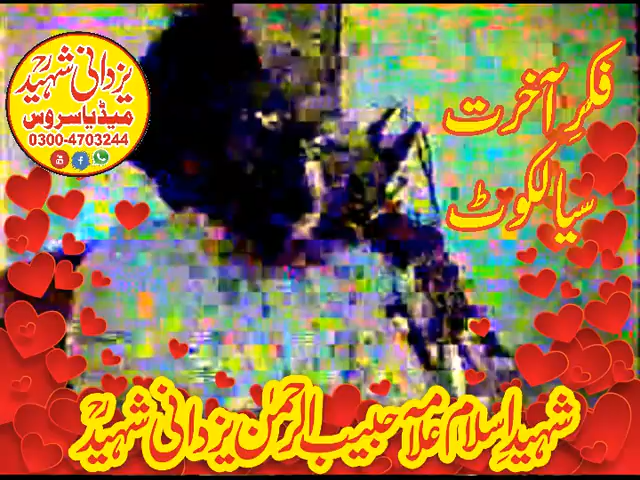 یزدانی شہیدؒ
میڈیا سروس
0300-4703244
فکرِ آخرت
سیالکوٹ
شہیدِ اسلام علامہ حبیب الرحمٰن یزدانی شہیدؒ